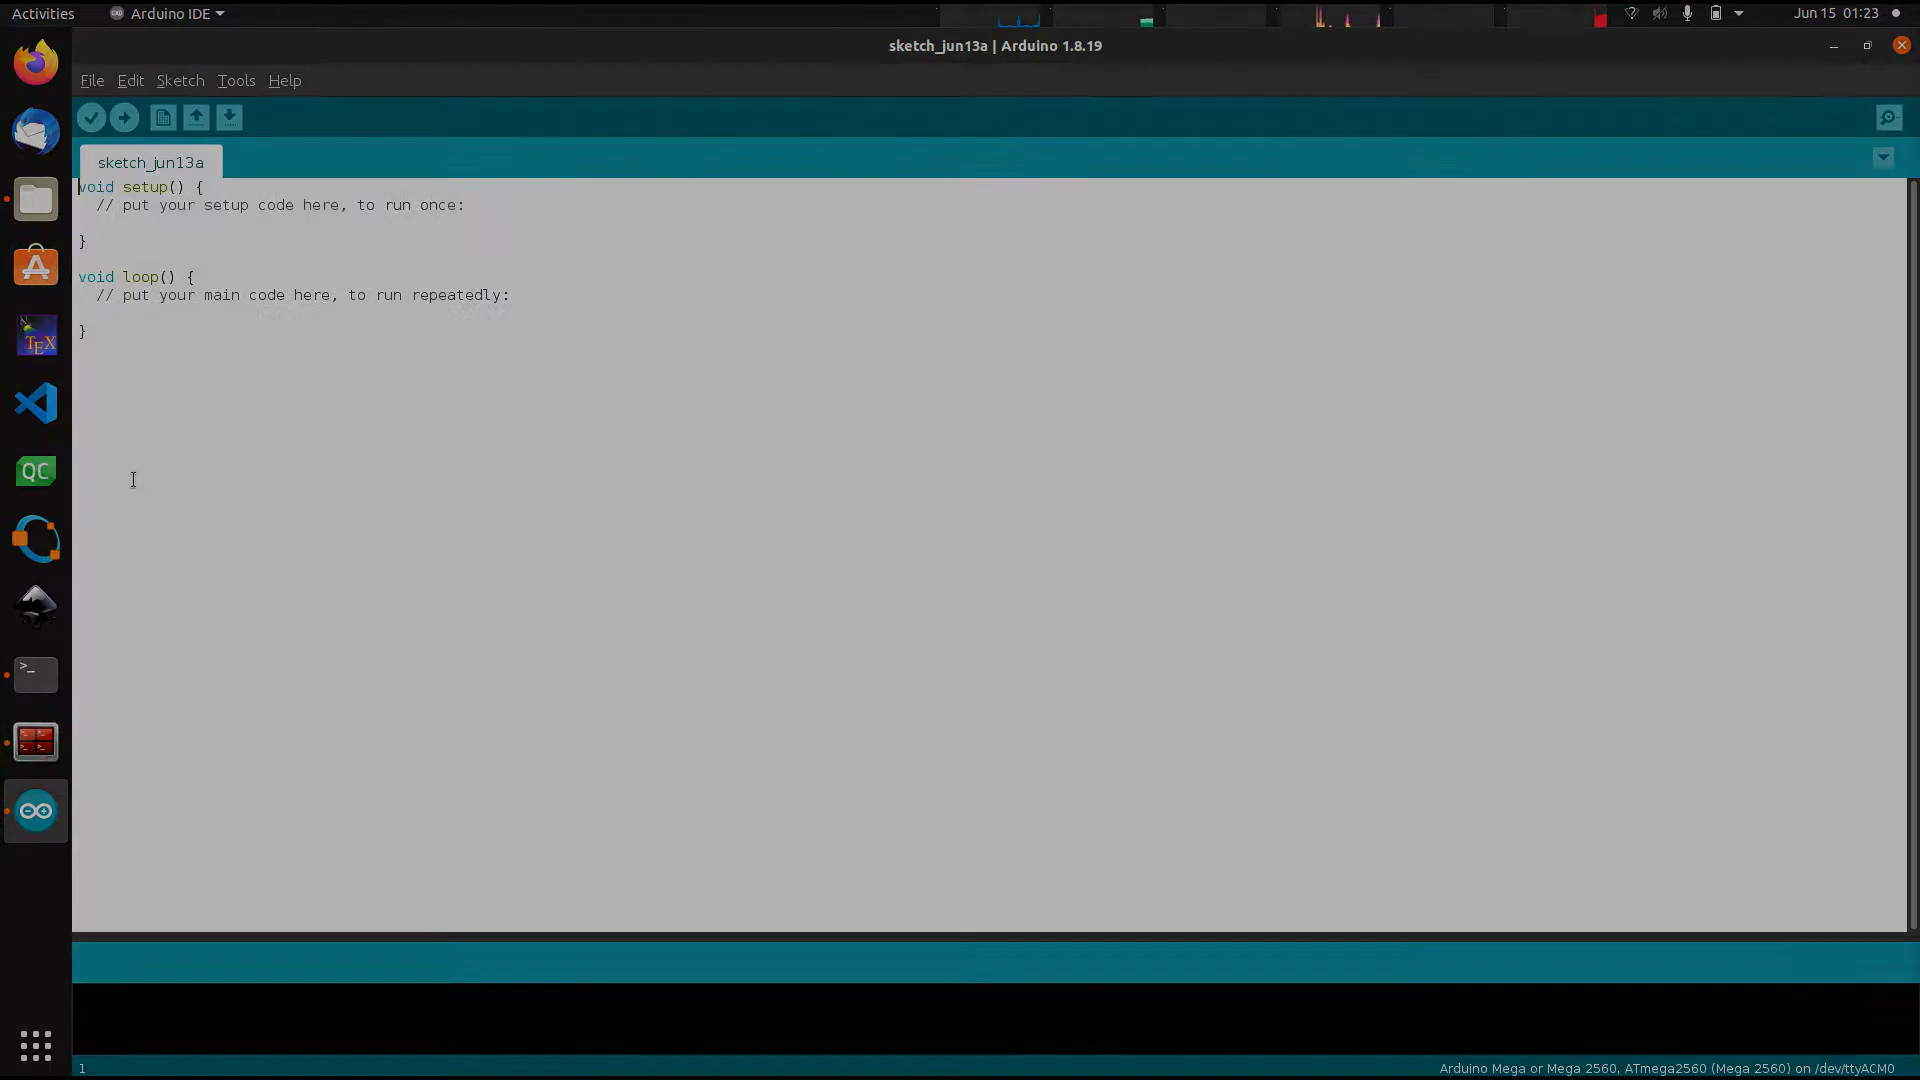 Activities
Arduino IDE
Jun 15 01:23
sketch_jun13a | Arduino 1.8.19
File Edit Sketch Tools Help
sketch_jun13a
void setup() {
  // put your setup code here, to run once:
}
void loop() {
  // put your main code here, to run repeatedly:
}
TEX
QC
>_
1
Arduino Mega or Mega 2560, ATmega2560 (Mega 2560) on /dev/ttyACM0